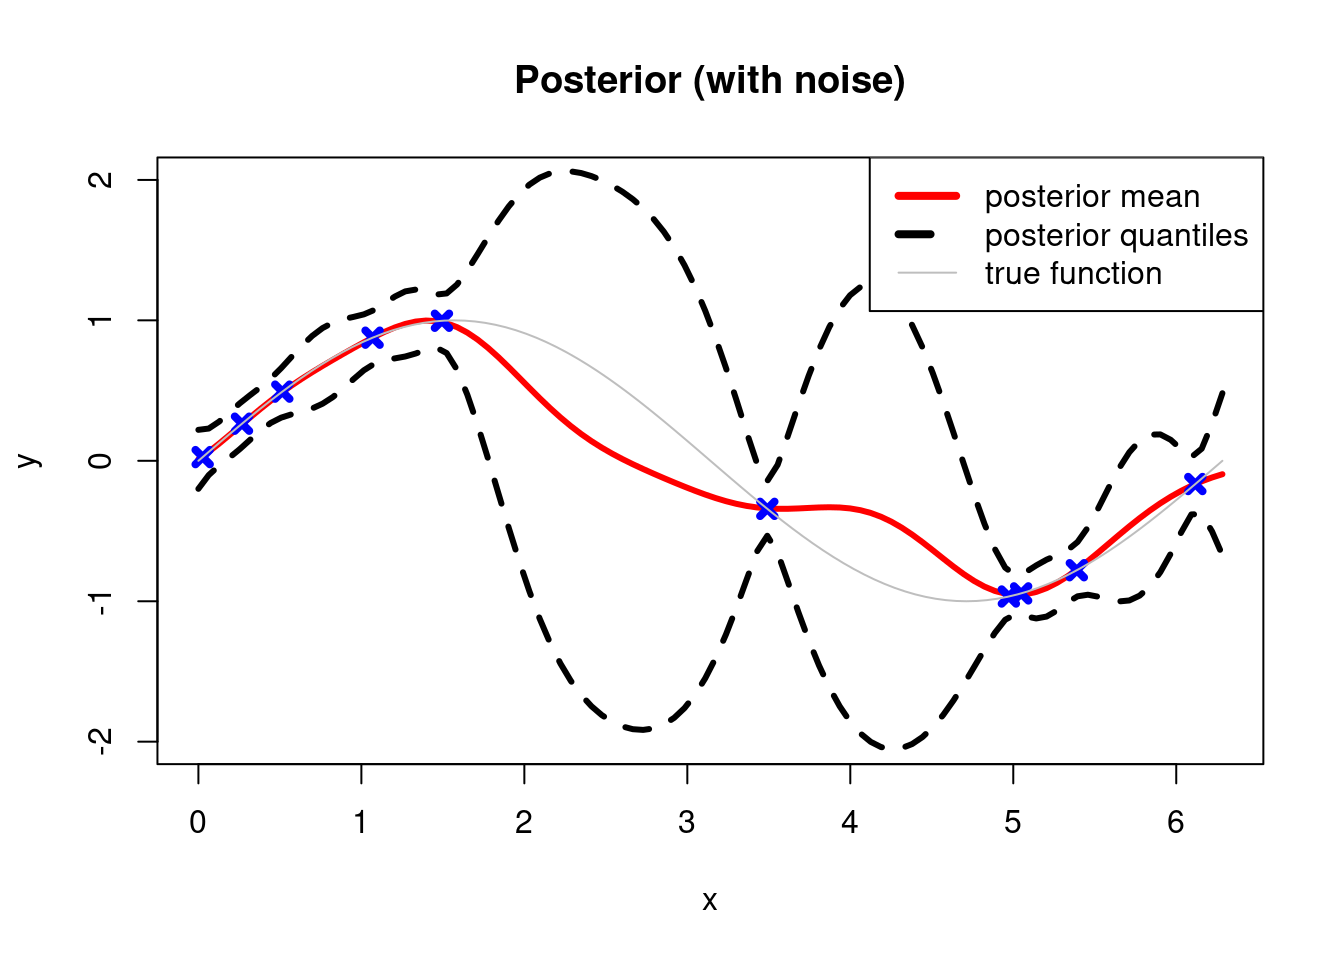 Posterior (with noise)
posterior mean
posterior quantiles
true function
y
2
1
0
-1
-2
0 1 2 3 4 5 6
x